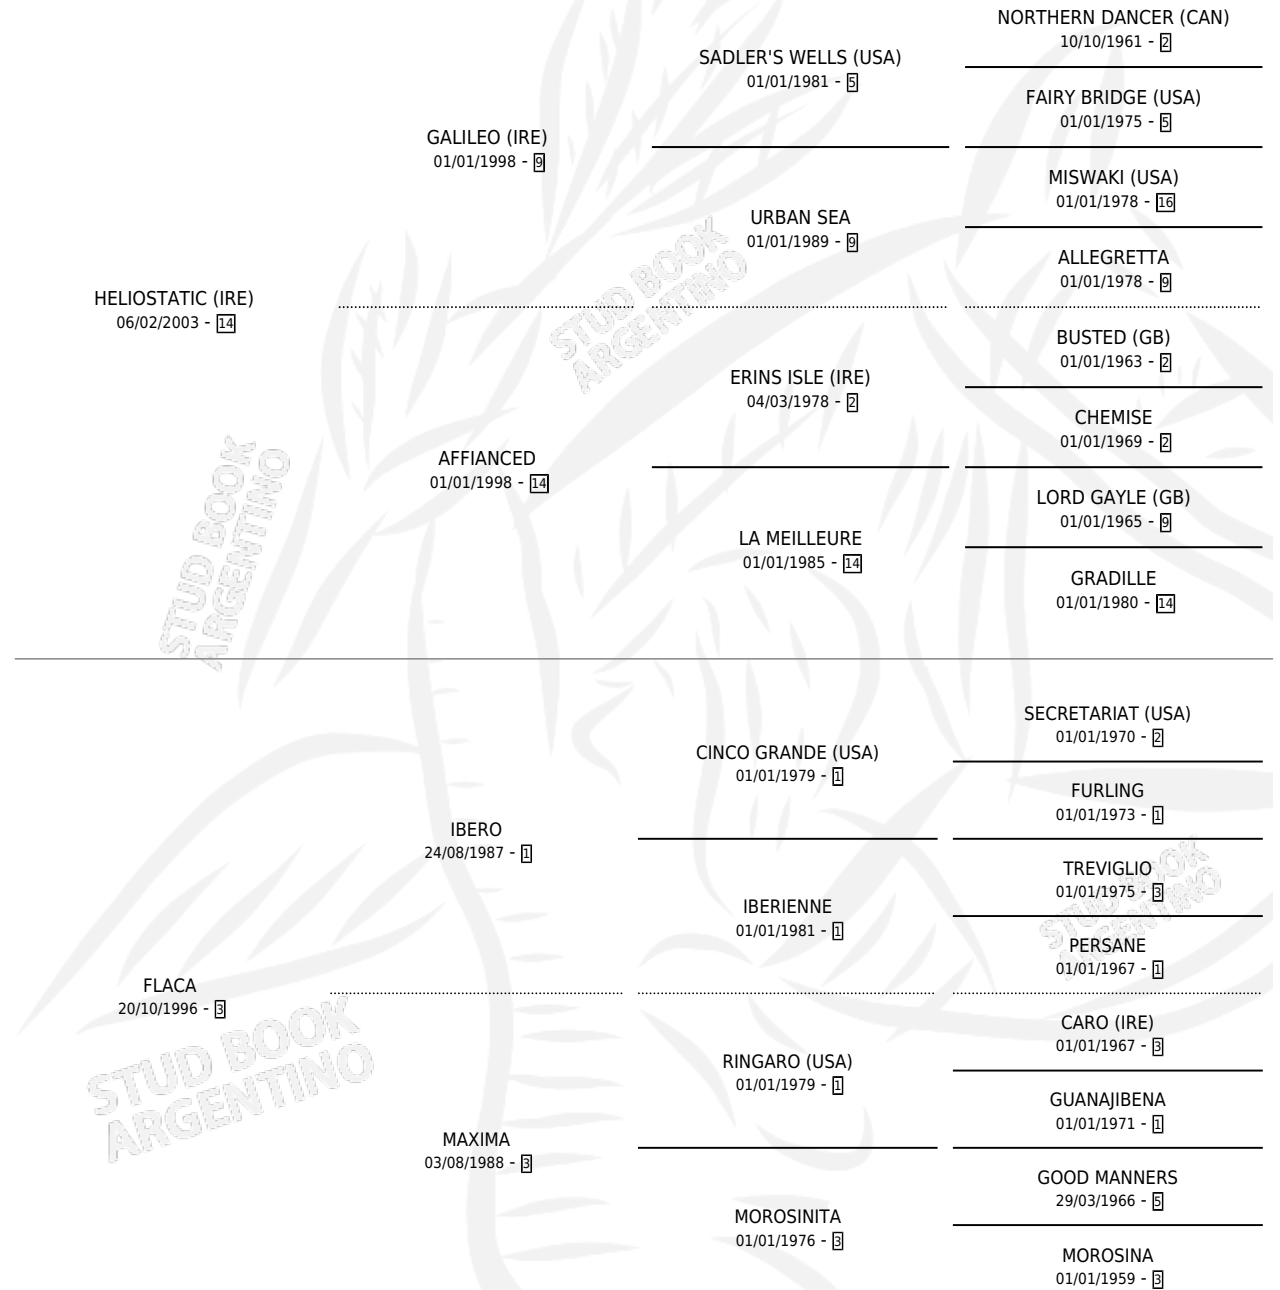 NORTHERN DANCER (CAN)
10/10/1961 - 2
SADLER'S WELLS (USA)
01/01/1981 - 5
FAIRY BRIDGE (USA)
01/01/1975 - 5
GALILEO (IRE)
01/01/1998 - 9
MISWAKI (USA)
01/01/1978 - 16
URBAN SEA
01/01/1989 - 9
ALLEGRETTA
01/01/1978 - 9
HELIOSTATIC (IRE)
06/02/2003 - 14
STUD BOOK
ARGENTINO
BUSTED (GB)
01/01/1963 - 2
ERINS ISLE (IRE)
04/03/1978 - 2
CHEMISE
01/01/1969 - 2
AFFIANCED
01/01/1998 - 14
LORD GAYLE (GB)
01/01/1965 - 9
LA MEILLEURE
01/01/1985 - 14
GRADILLE
01/01/1980 - 14
STUD BOOK
ARGENTINO
SECRETARIAT (USA)
01/01/1970 - 2
CINCO GRANDE (USA)
01/01/1979 - 1
FURLING
01/01/1973 - 1
IBERO
24/08/1987 - 1
TREVIGLIO
01/01/1975 - 3
IBERIENNE
01/01/1981 - 1
PERSANE
01/01/1967 - 1
STUD BOOK
ARGENTINO
FLACA
20/10/1996 - 3
CARO (IRE)
01/01/1967 - 3
RINGARO (USA)
01/01/1979 - 1
GUANAJIBENA
01/01/1971 - 1
STUD BOOK
ARGENTINO
MAXIMA
03/08/1988 - 3
GOOD MANNERS
29/03/1966 - 5
MOROSINITA
01/01/1976 - 3
MOROSINA
01/01/1959 - 3